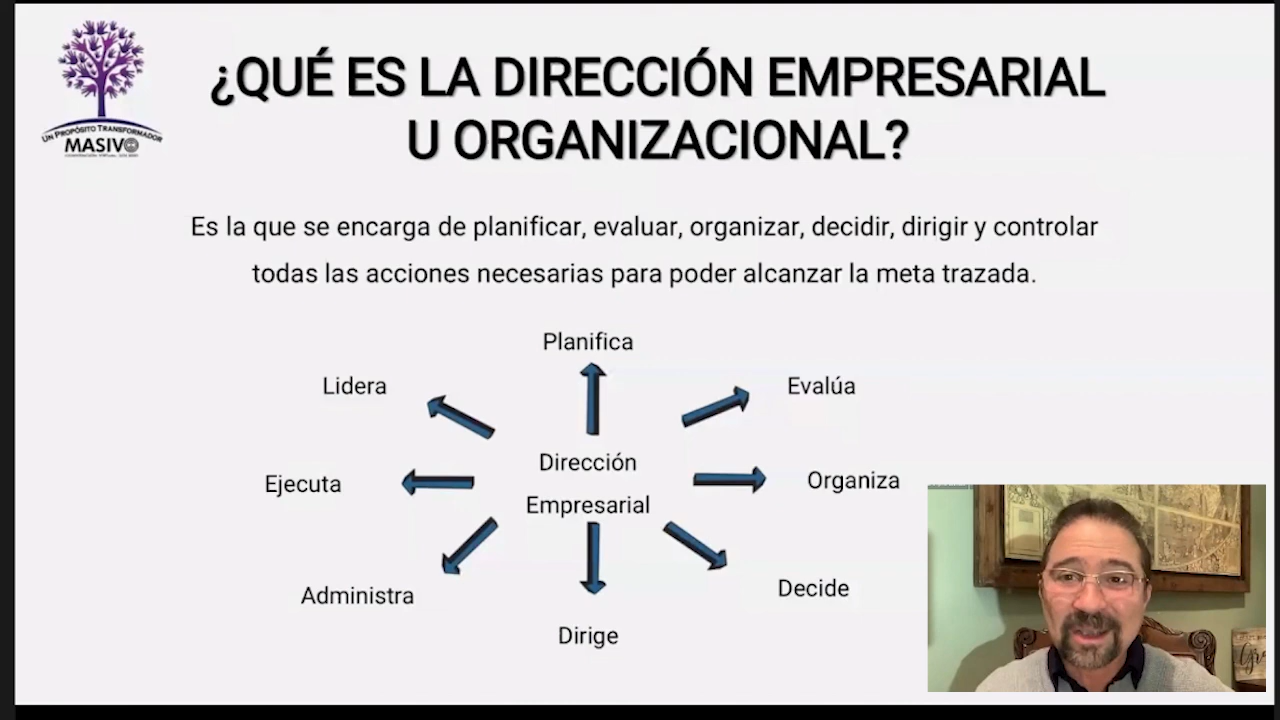 ¿QUÉ ES LA DIRECCIÓN EMPRESARIAL
U ORGANIZACIONAL?
UN PROPÓSITO TRANSFORMADOR
MASIVO
Es la que se encarga de planificar, evaluar, organizar, decidir, dirigir y controlar
todas las acciones necesarias para poder alcanzar la meta trazada.
Planifica
Lidera
Evalúa
Dirección
Empresarial
Ejecuta
Organiza
Administra
Decide
Dirige